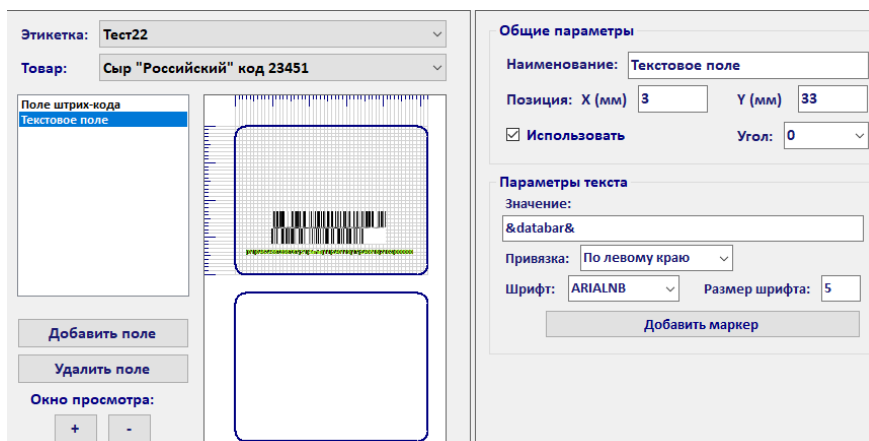 Этикетка: Тест22
Товар: Сыр "Российский" код 23451
Поле штрих-кода
Текстовое поле
Добавить поле
Удалить поле
Окно просмотра:
+ -
Общие параметры
Наименование: Текстовое поле
Позиция: X (мм) 3 Y (мм) 33
Использовать Угол: 0
Параметры текста
Значение:
&databar&
Привязка: По левому краю
Шрифт: ARIALNB Размер шрифта: 5
Добавить маркер